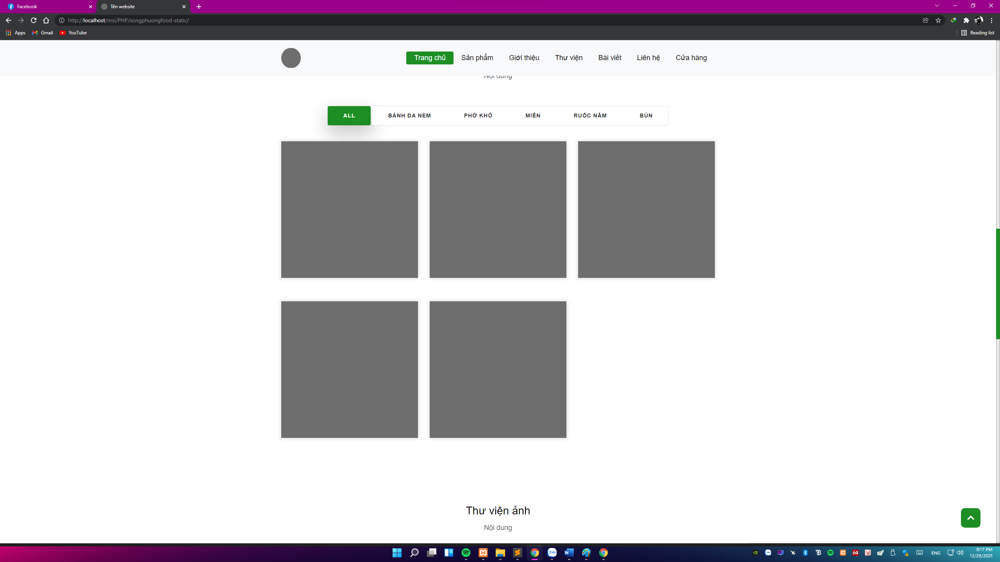 Facebook
Tên website
http://localhost/msi/PHP/songphuongfood-static/
Apps Gmail YouTube Reading list
Trang chủ Sản phẩm Giới thiệu Thư viện Bài viết Liên hệ Cửa hàng
Nội dung
ALL BÁNH ĐA NEM PHỞ KHÔ MIẾN RUỐC NẤM BÚN
Thư viện ảnh
Nội dung
Zalo
W
64
V
ENG
9:17 PM
12/29/2021